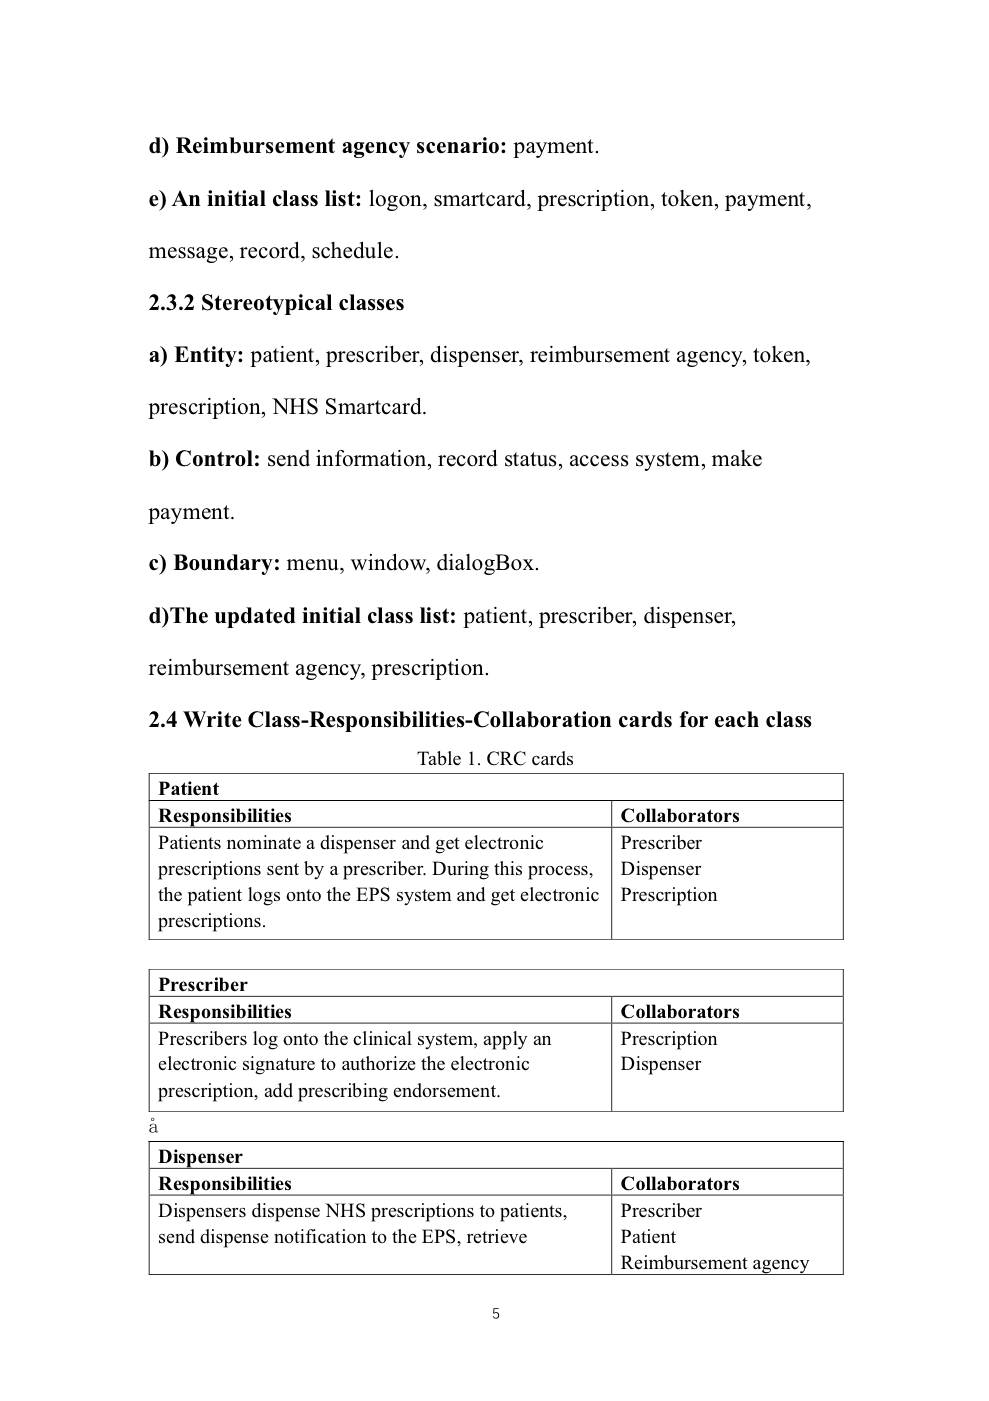 d) Reimbursement agency scenario: payment.
e) An initial class list: logon, smartcard, prescription, token, payment,
message, record, schedule.
2.3.2 Stereotypical classes
a) Entity: patient, prescriber, dispenser, reimbursement agency, token,
prescription, NHS Smartcard.
b) Control: send information, record status, access system, make
payment.
c) Boundary: menu, window, dialogBox.
d)The updated initial class list: patient, prescriber, dispenser,
reimbursement agency, prescription.
2.4 Write Class-Responsibilities-Collaboration cards for each class
Table 1. CRC cards
Patient
Responsibilities Collaborators
Patients nominate a dispenser and get electronic Prescriber
prescriptions sent by a prescriber. During this process, Dispenser
the patient logs onto the EPS system and get electronic Prescription
prescriptions.
Prescriber
Responsibilities Collaborators
Prescribers log onto the clinical system, apply an Prescription
electronic signature to authorize the electronic Dispenser
prescription, add prescribing endorsement.
å
Dispenser
Responsibilities Collaborators
Dispensers dispense NHS prescriptions to patients, Prescriber
send dispense notification to the EPS, retrieve Patient
Reimbursement agency
5